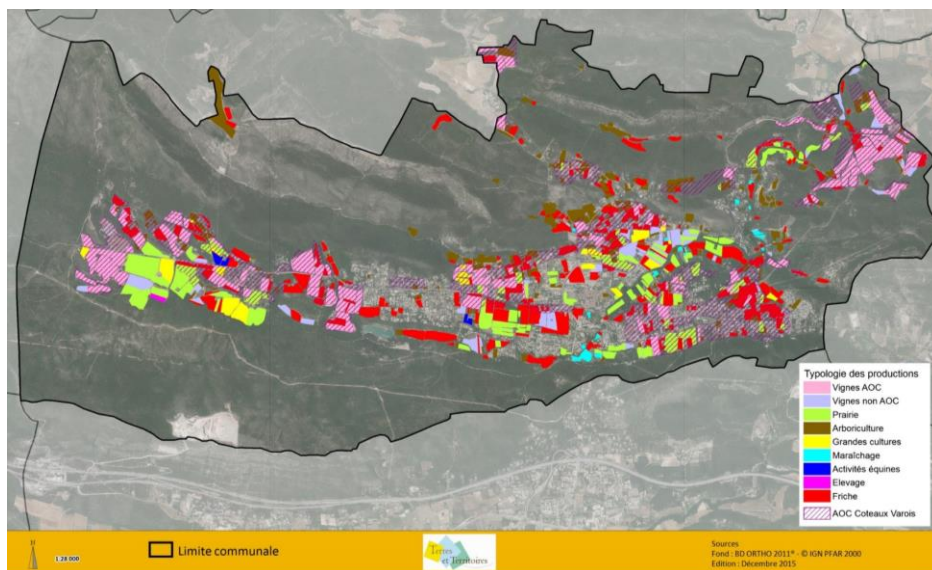 Typologie des productions
Vignes AOC
Vignes non AOC
Prairie
Arboriculture
Grandes cultures
Maraîchage
Activités équines
Elevage
Friche
AOC Coteaux Varois
1:28 000
Limite communale
Terres
et Territoires
Sources
Fond : BD ORTHO 2011® - © IGN PFAR 2000
Edition : Décembre 2015